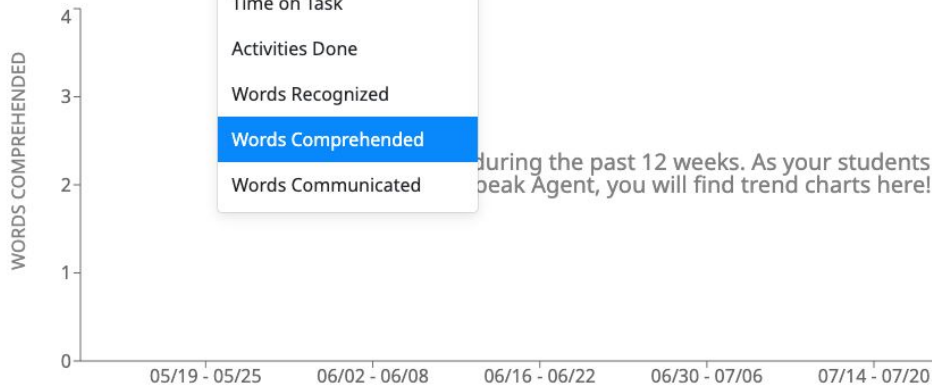 Time on Task
4
Activities Done
WORDS COMPREHENDED
3
Words Recognized
Words Comprehended
during the past 12 weeks. As your students
2
Words Communicated
peak Agent, you will find trend charts here!
1
0
05/19 - 05/25 06/02 - 06/08 06/16 - 06/22 06/30 - 07/06 07/14 - 07/20